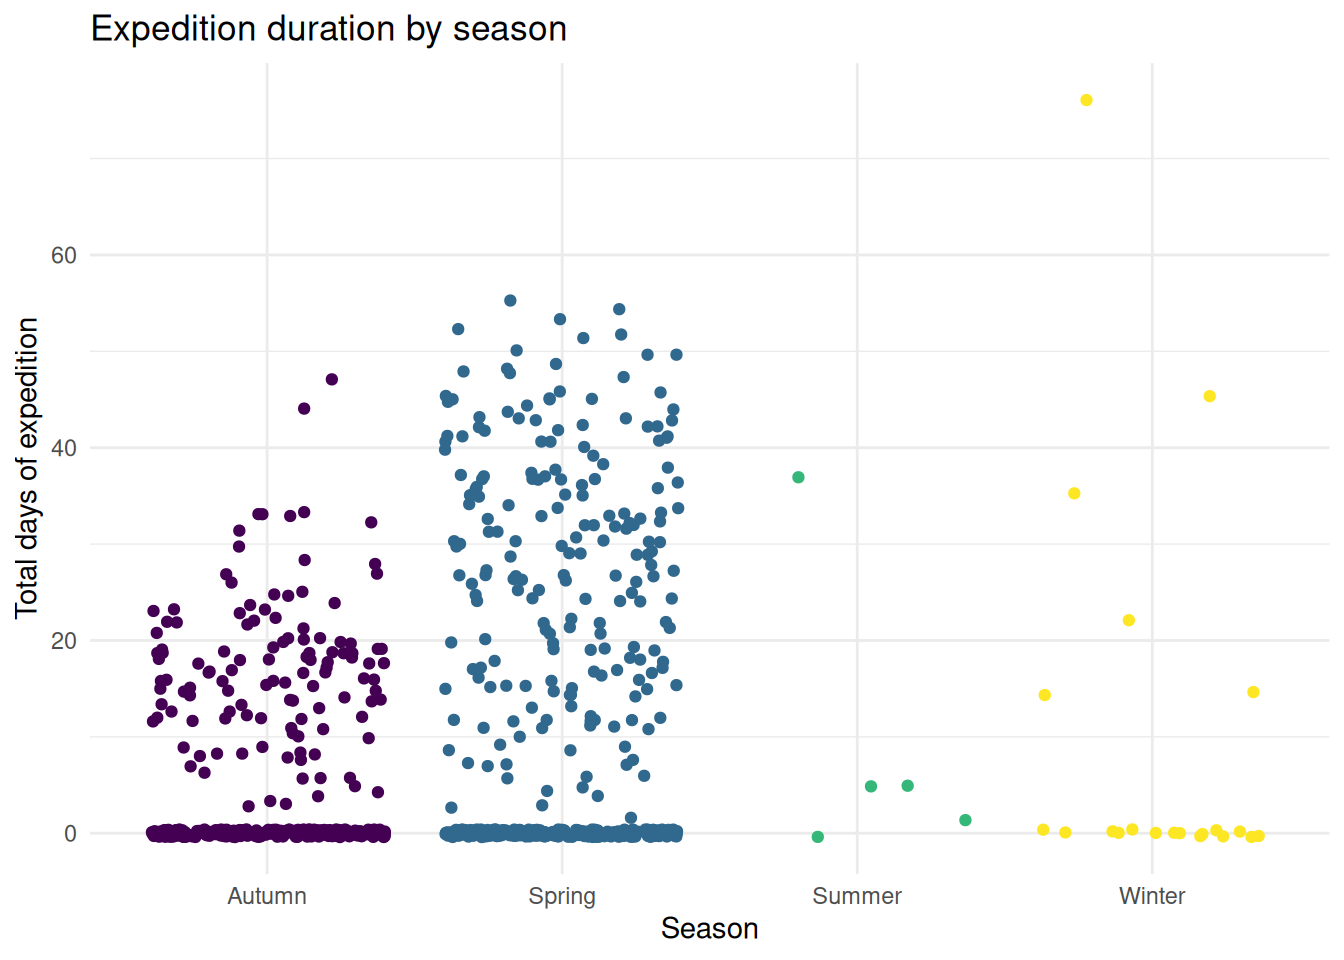 Expedition duration by season
Total days of expedition
60
40
20
0
Autumn Spring Summer Winter
Season